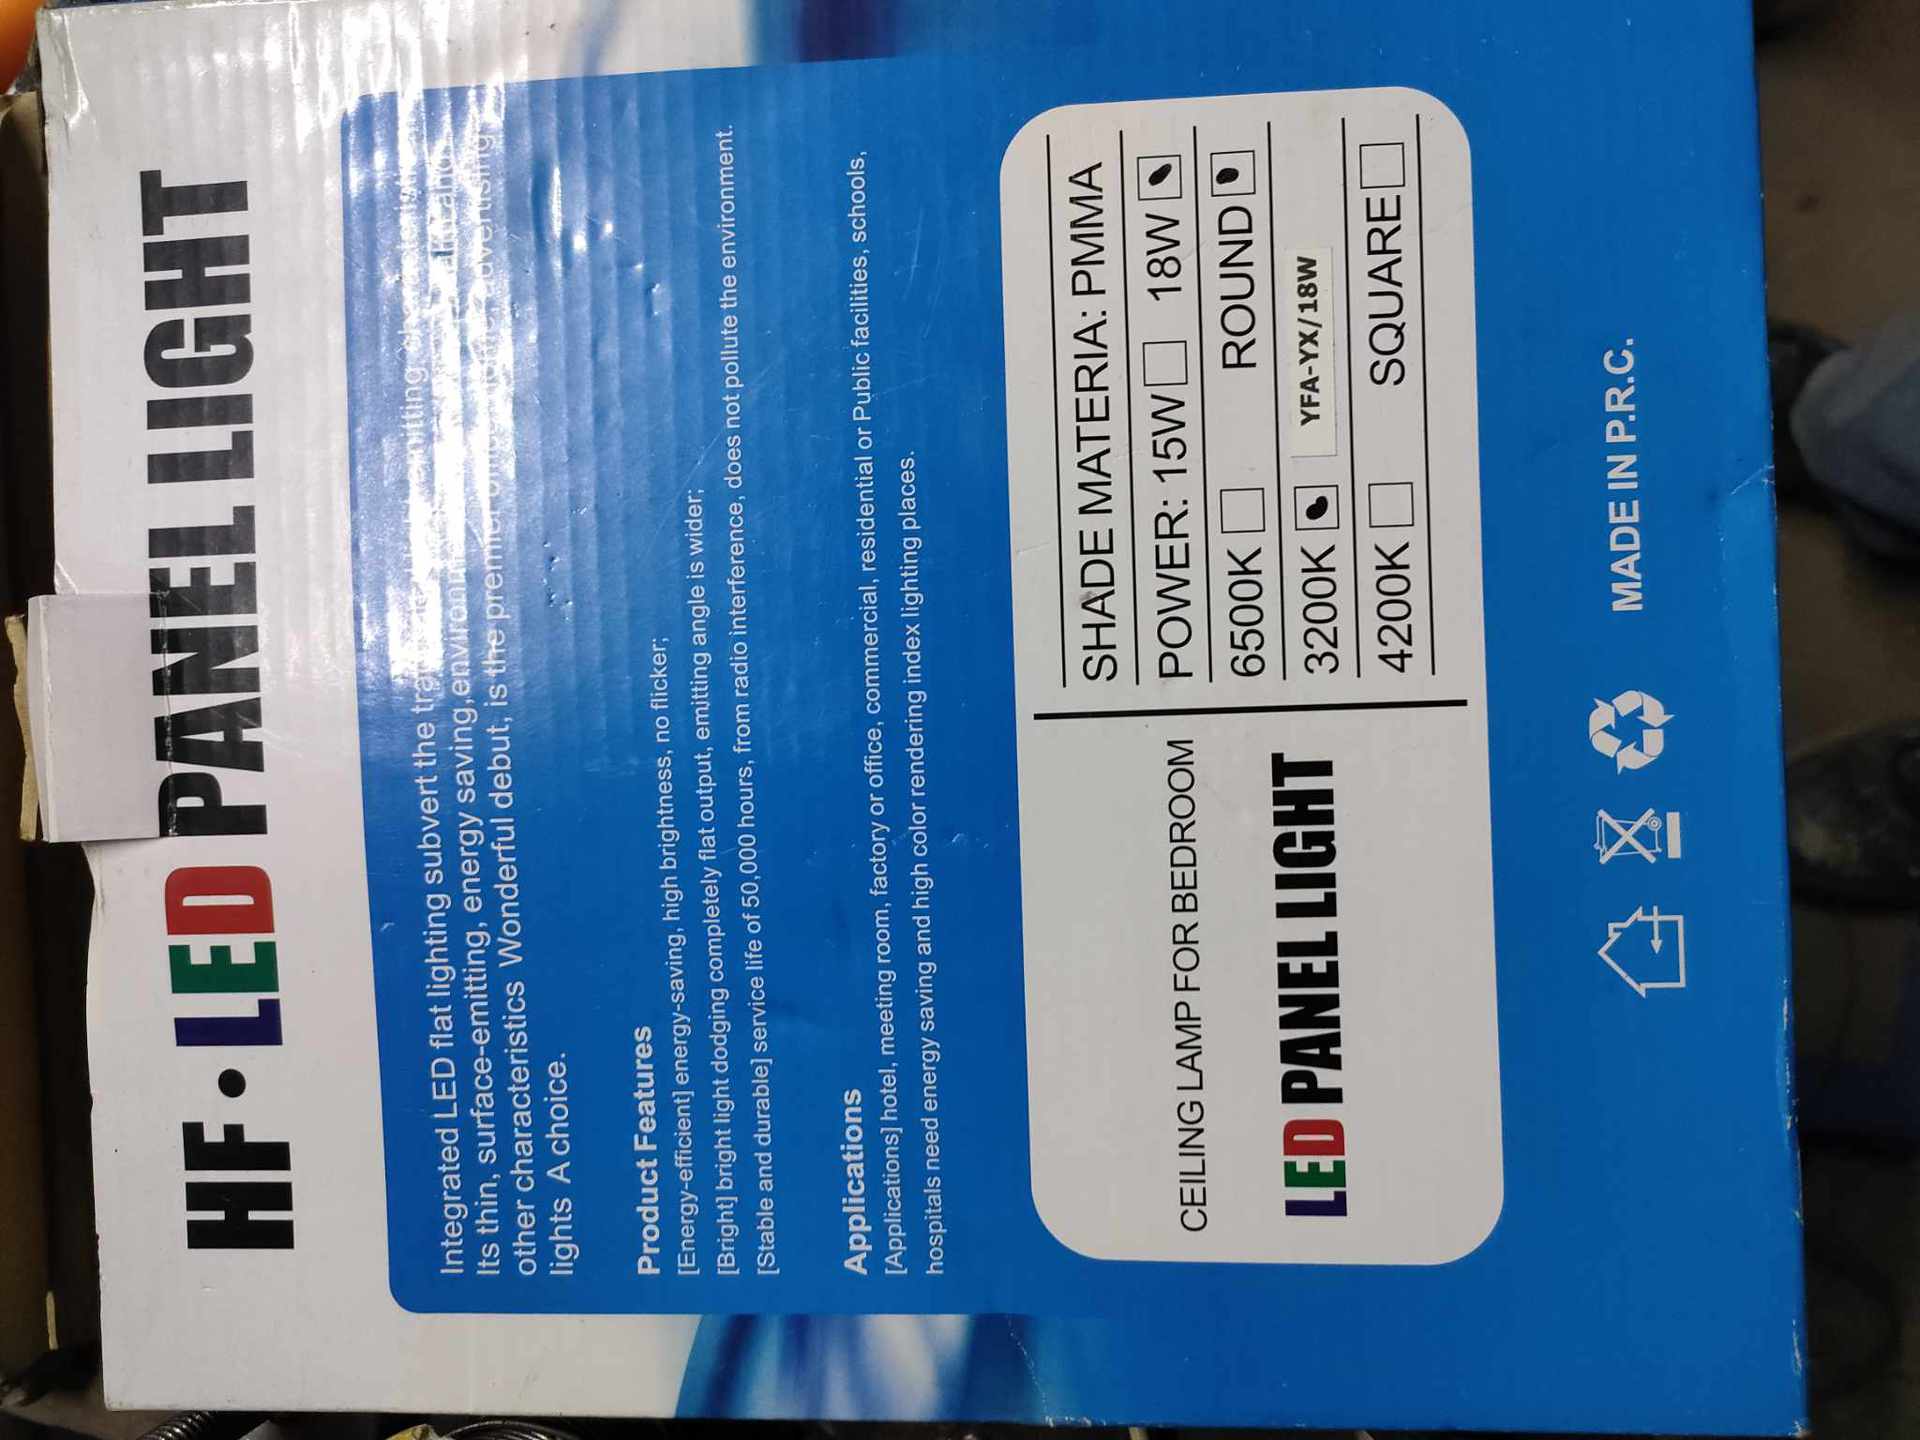 HF·LED PANEL LIGHT
Integrated LED flat lighting subvert the
Its thin, surface-emitting, energy saving, and
other characteristics Wonderful debut, is the premier advertising
lights A choice.
Product Features
[Energy-efficient] energy-saving, high brightness, no flicker;
[Bright] bright light dodging completely flat output, emitting angle is wider;
[Stable and durable] service life of 50,000 hours, from radio interference, does not pollute the environment.
Applications
[Applications] hotel, meeting room, factory or office, commercial, residential or Public facilities, schools,
hospitals need energy saving and high color rendering index lighting places.
CEILING LAMP FOR BEDROOM
LED PANEL LIGHT
SHADE MATERIA: PMMA
POWER: 15W 18W
6500K ROUND
3200K YFA-YX/18W
4200K SQUARE
MADE IN P.R.C.